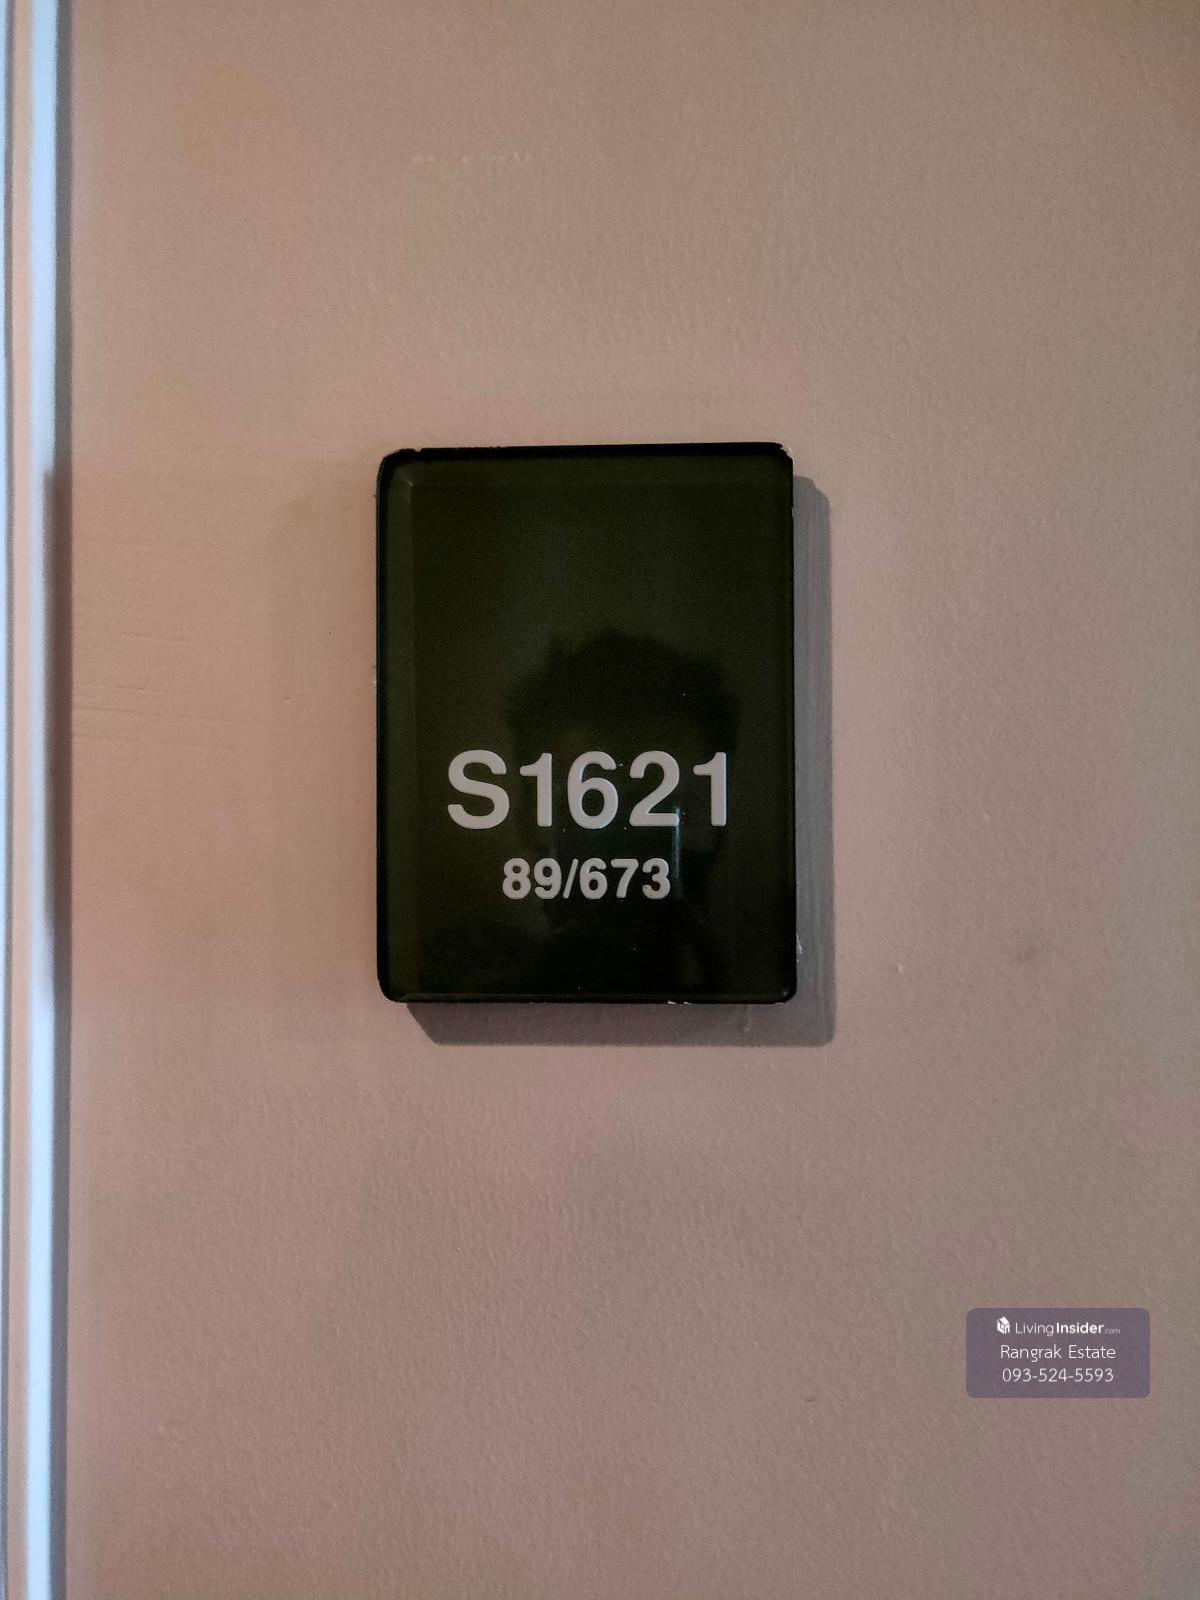 S1621
89/673
LivingInsider.com
Rangrak Estate
093-524-5593